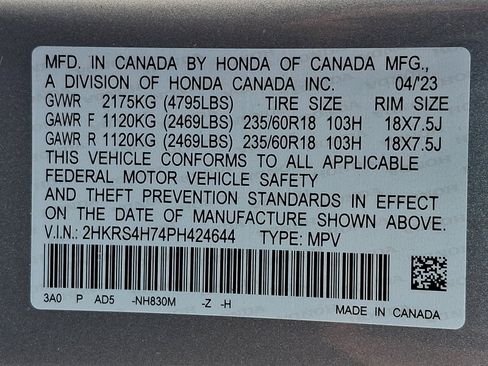 MFD. IN CANADA BY HONDA OF CANADA MFG.,
A DIVISION OF HONDA CANADA INC. 04/'23
GVWR 2175KG (4795LBS) TIRE SIZE RIM SIZE
GAWR F 1120KG (2469LBS) 235/60R18 103H 18X7.5J
GAWR R 1120KG (2469LBS) 235/60R18 103H 18X7.5J
THIS VEHICLE CONFORMS TO ALL APPLICABLE
FEDERAL MOTOR VEHICLE SAFETY
AND THEFT PREVENTION STANDARDS IN EFFECT
ON THE DATE OF MANUFACTURE SHOWN ABOVE.
V.I.N.: 2HKRS4H74PH424644 TYPE: MPV
3A0 P AD5 -NH830M -Z -H
MADE IN CANADA